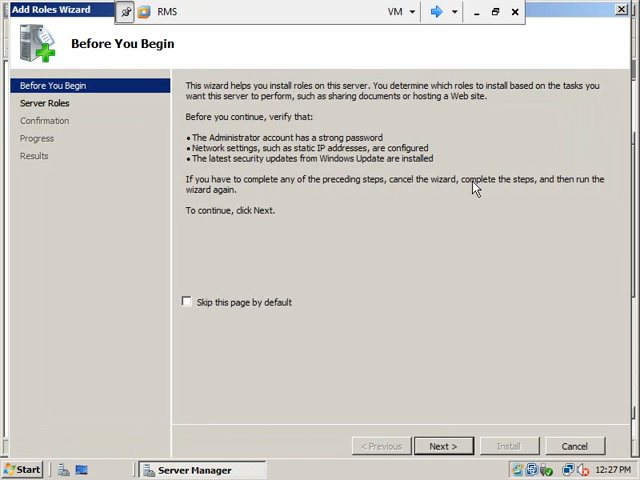 Add Roles Wizard
RMS
VM
Before You Begin
Before You Begin
Server Roles
Confirmation
Progress
Results
This wizard helps you install roles on this server. You determine which roles to install based on the tasks you
want this server to perform, such as sharing documents or hosting a Web site.
Before you continue, verify that:
• The Administrator account has a strong password
• Network settings, such as static IP addresses, are configured
• The latest security updates from Windows Update are installed
If you have to complete any of the preceding steps, cancel the wizard, complete the steps, and then run the
wizard again.
To continue, click Next.
Skip this page by default
< Previous
Next >
Install
Cancel
Start
Server Manager
12:27 PM